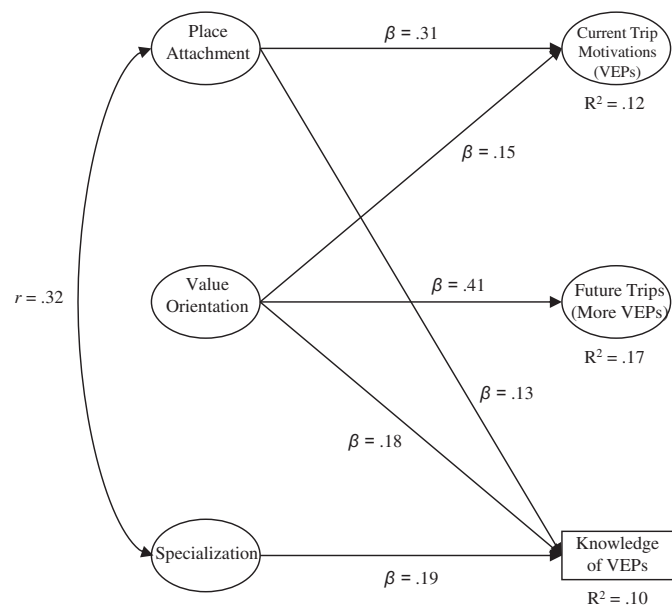 Place
Attachment
β = .31
Current Trip
Motivations
(VEPs)
R² = .12
β = .15
r = .32
Value
Orientation
β = .41
Future Trips
(More VEPs)
R² = .17
β = .13
β = .18
Specialization
β = .19
Knowledge
of VEPs
R² = .10